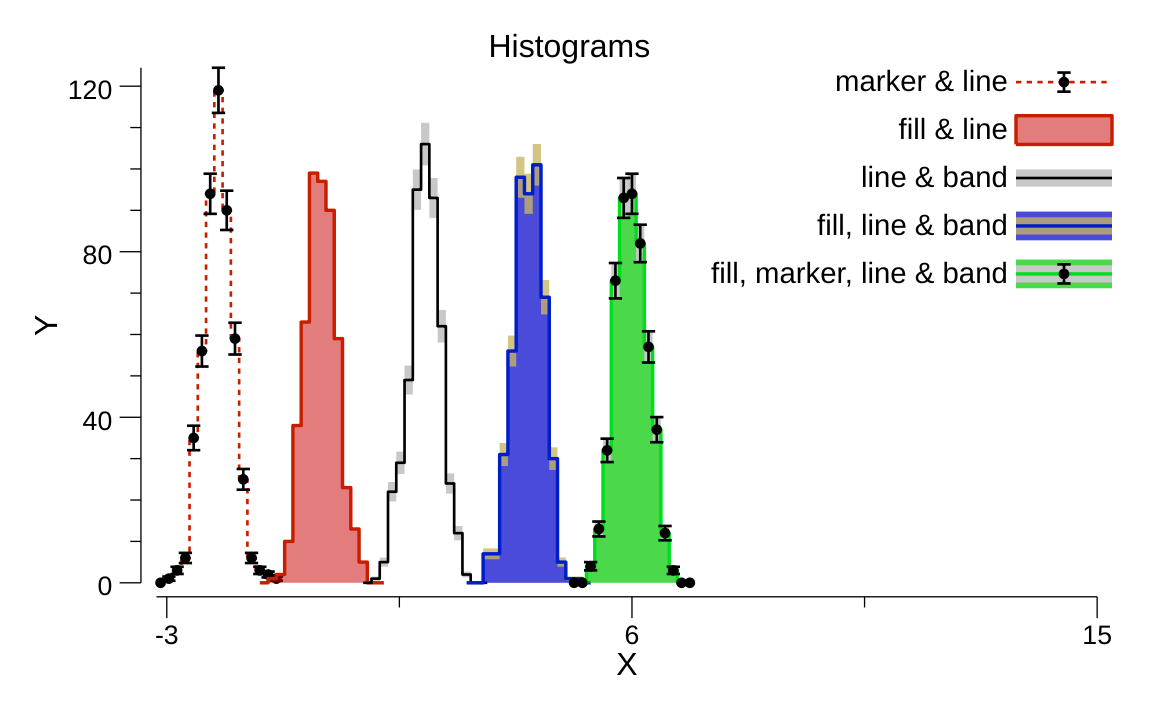 Histograms
marker & line
fill & line
line & band
fill, line & band
fill, marker, line & band
120
80
40
0
Y
-3
6
15
X